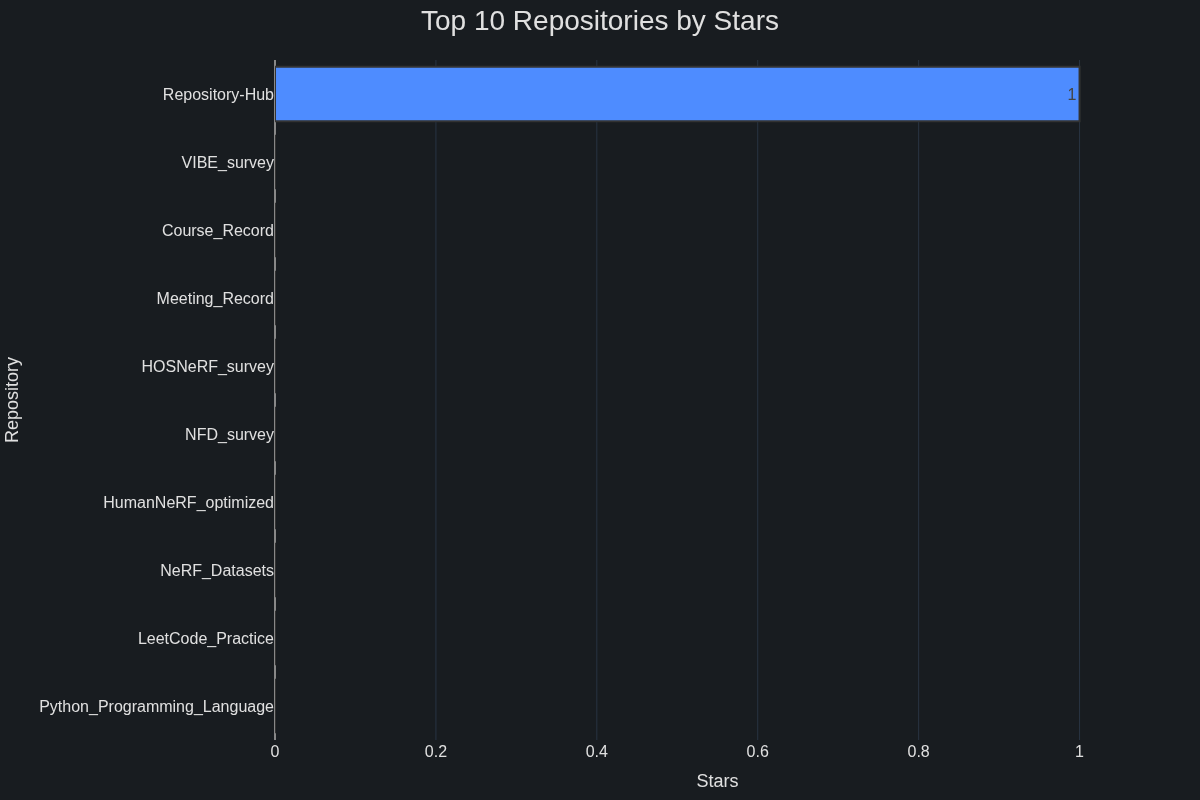 Top 10 Repositories by Stars
Repository
Repository-Hub
1
VIBE_survey
Course_Record
Meeting_Record
HOSNeRF_survey
NFD_survey
HumanNeRF_optimized
NeRF_Datasets
LeetCode_Practice
Python_Programming_Language
0 0.2 0.4 0.6 0.8 1
Stars